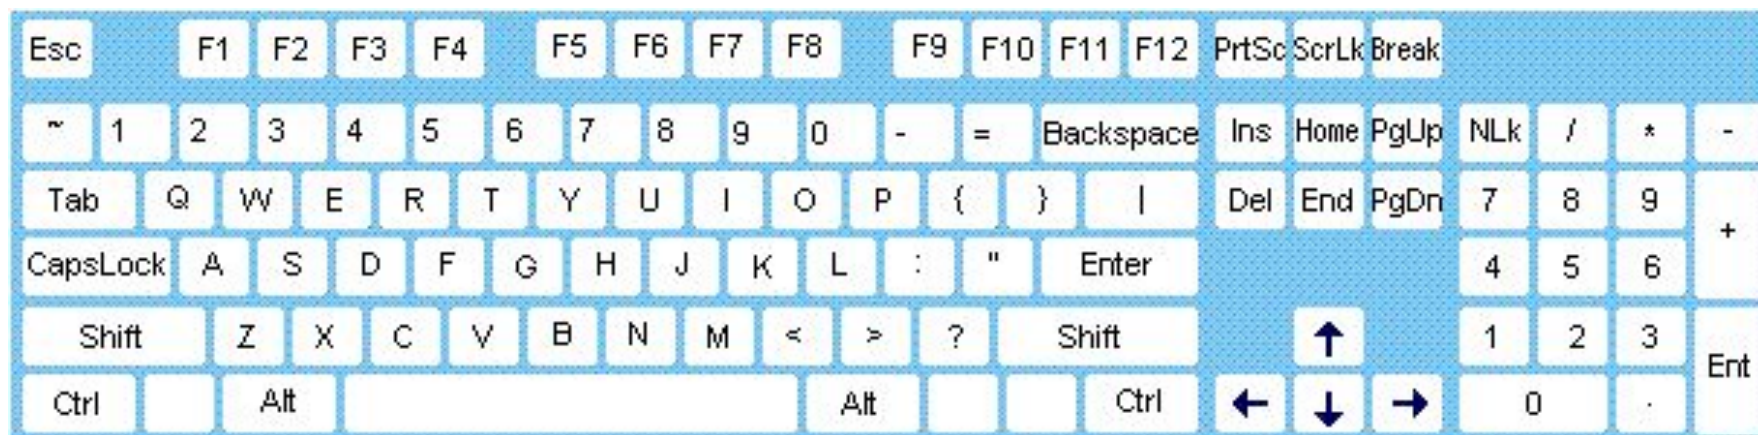 Esc F1 F2 F3 F4 F5 F6 F7 F8 F9 F10 F11 F12 PrtSc ScrLk Break
~ 1 2 3 4 5 6 7 8 9 0 - = Backspace Ins Home PgUp NLk / * -
Tab Q W E R T Y U I O P { } | Del End PgDn 7 8 9 +
CapsLock A S D F G H J K L : " Enter 4 5 6
Shift Z X C V B N M < > ? Shift ↑ 1 2 3 Ent
Ctrl Alt Alt Ctrl ← ↓ → 0 .